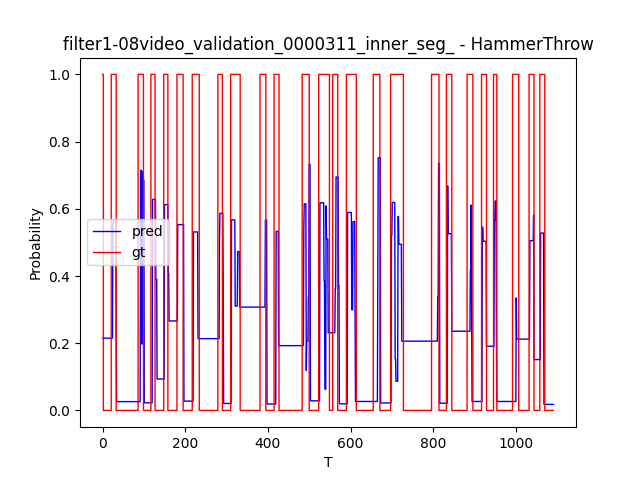 filter1-08video_validation_0000311_inner_seg_ - HammerThrow
1.0
0.8
0.6
0.4
0.2
0.0
Probability
pred
gt
0 200 400 600 800 1000
T